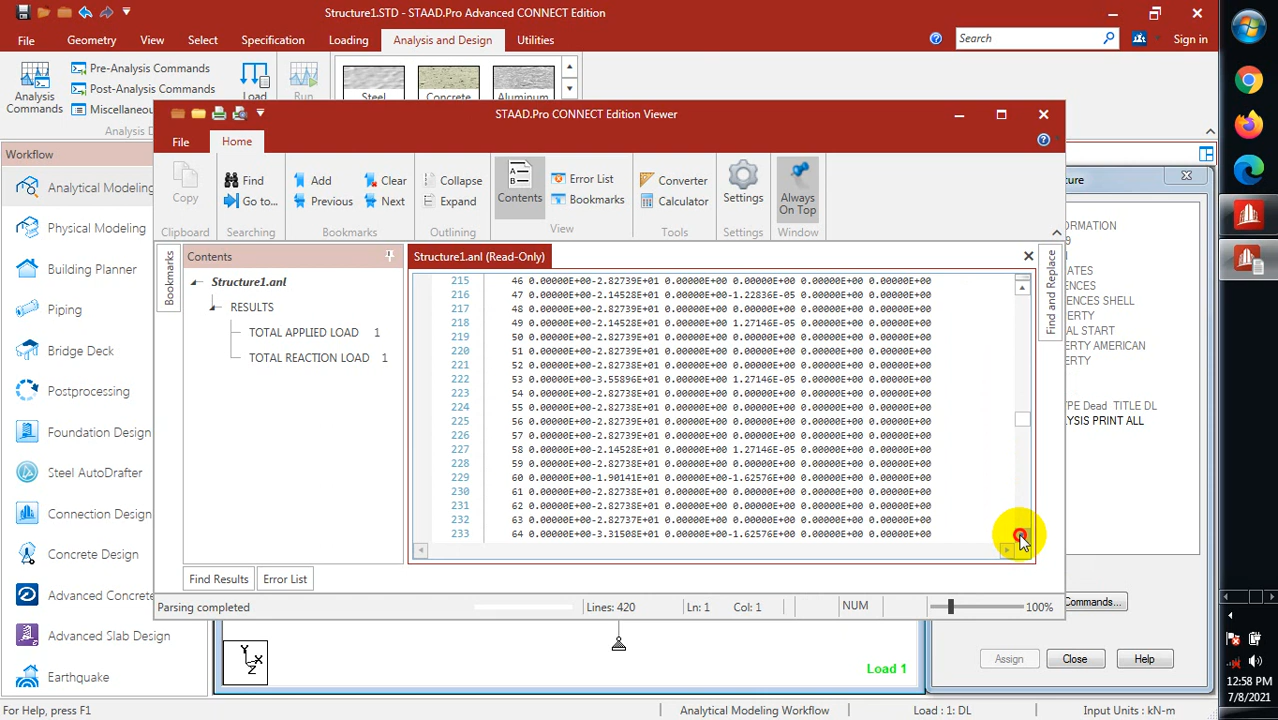 Structure1.STD - STAAD.Pro Advanced CONNECT Edition
File Geometry View Select Specification Loading Analysis and Design Utilities Search Sign in
Pre-Analysis Commands
Post-Analysis Commands
Analysis Commands Load Run Steel Concrete Aluminum
STAAD.Pro CONNECT Edition Viewer
File Home
Copy Find Add Clear Collapse Error List Converter
Go to... Previous Next Expand Contents Bookmarks Calculator Settings Always On Top
Clipboard Searching Bookmarks Outlining View Tools Settings Window
Workflow
Analytical Modeling
Physical Modeling
Building Planner
Piping
Bridge Deck
Postprocessing
Foundation Design
Steel AutoDrafter
Connection Design
Concrete Design
Advanced Concrete
Advanced Slab Design
Earthquake
Bookmarks
Contents
Structure1.anl
RESULTS
TOTAL APPLIED LOAD 1
TOTAL REACTION LOAD 1
Find Results Error List
Structure1.anl (Read-Only)
Find and Replace
215 46 0.00000E+00-2.82739E+01 0.00000E+00 0.00000E+00 0.00000E+00 0.00000E+00
216 47 0.00000E+00-2.14528E+01 0.00000E+00-1.22836E-05 0.00000E+00 0.00000E+00
217 48 0.00000E+00-2.82739E+01 0.00000E+00 0.00000E+00 0.00000E+00 0.00000E+00
218 49 0.00000E+00-2.14528E+01 0.00000E+00 1.27146E-05 0.00000E+00 0.00000E+00
219 50 0.00000E+00-2.82739E+01 0.00000E+00 0.00000E+00 0.00000E+00 0.00000E+00
220 51 0.00000E+00-2.82739E+01 0.00000E+00 0.00000E+00 0.00000E+00 0.00000E+00
221 52 0.00000E+00-2.82739E+01 0.00000E+00 0.00000E+00 0.00000E+00 0.00000E+00
222 53 0.00000E+00-3.55896E+01 0.00000E+00 1.27146E-05 0.00000E+00 0.00000E+00
223 54 0.00000E+00-2.82738E+01 0.00000E+00 0.00000E+00 0.00000E+00 0.00000E+00
224 55 0.00000E+00-2.82738E+01 0.00000E+00 0.00000E+00 0.00000E+00 0.00000E+00
225 56 0.00000E+00-2.82738E+01 0.00000E+00 0.00000E+00 0.00000E+00 0.00000E+00
226 57 0.00000E+00-2.82738E+01 0.00000E+00 0.00000E+00 0.00000E+00 0.00000E+00
227 58 0.00000E+00-2.14528E+01 0.00000E+00 1.27146E-05 0.00000E+00 0.00000E+00
228 59 0.00000E+00-2.82738E+01 0.00000E+00 0.00000E+00 0.00000E+00 0.00000E+00
229 60 0.00000E+00-1.90141E+01 0.00000E+00-1.62576E-05 0.00000E+00 0.00000E+00
230 61 0.00000E+00-2.82738E+01 0.00000E+00 0.00000E+00 0.00000E+00 0.00000E+00
231 62 0.00000E+00-2.82738E+01 0.00000E+00 0.00000E+00 0.00000E+00 0.00000E+00
232 63 0.00000E+00-2.82737E+01 0.00000E+00 0.00000E+00 0.00000E+00 0.00000E+00
233 64 0.00000E+00-3.31508E+01 0.00000E+00-1.62576E-05 0.00000E+00 0.00000E+00
Parsing completed Lines: 420 Ln: 1 Col: 1 NUM 100%
TYPE Dead TITLE DL
PRINT ALL
Commands...
Assign Close Help
Y X Z
Load 1
For Help, press F1 Analytical Modeling Workflow Load : 1: DL Input Units : kN-m
12:58 PM
7/8/2021